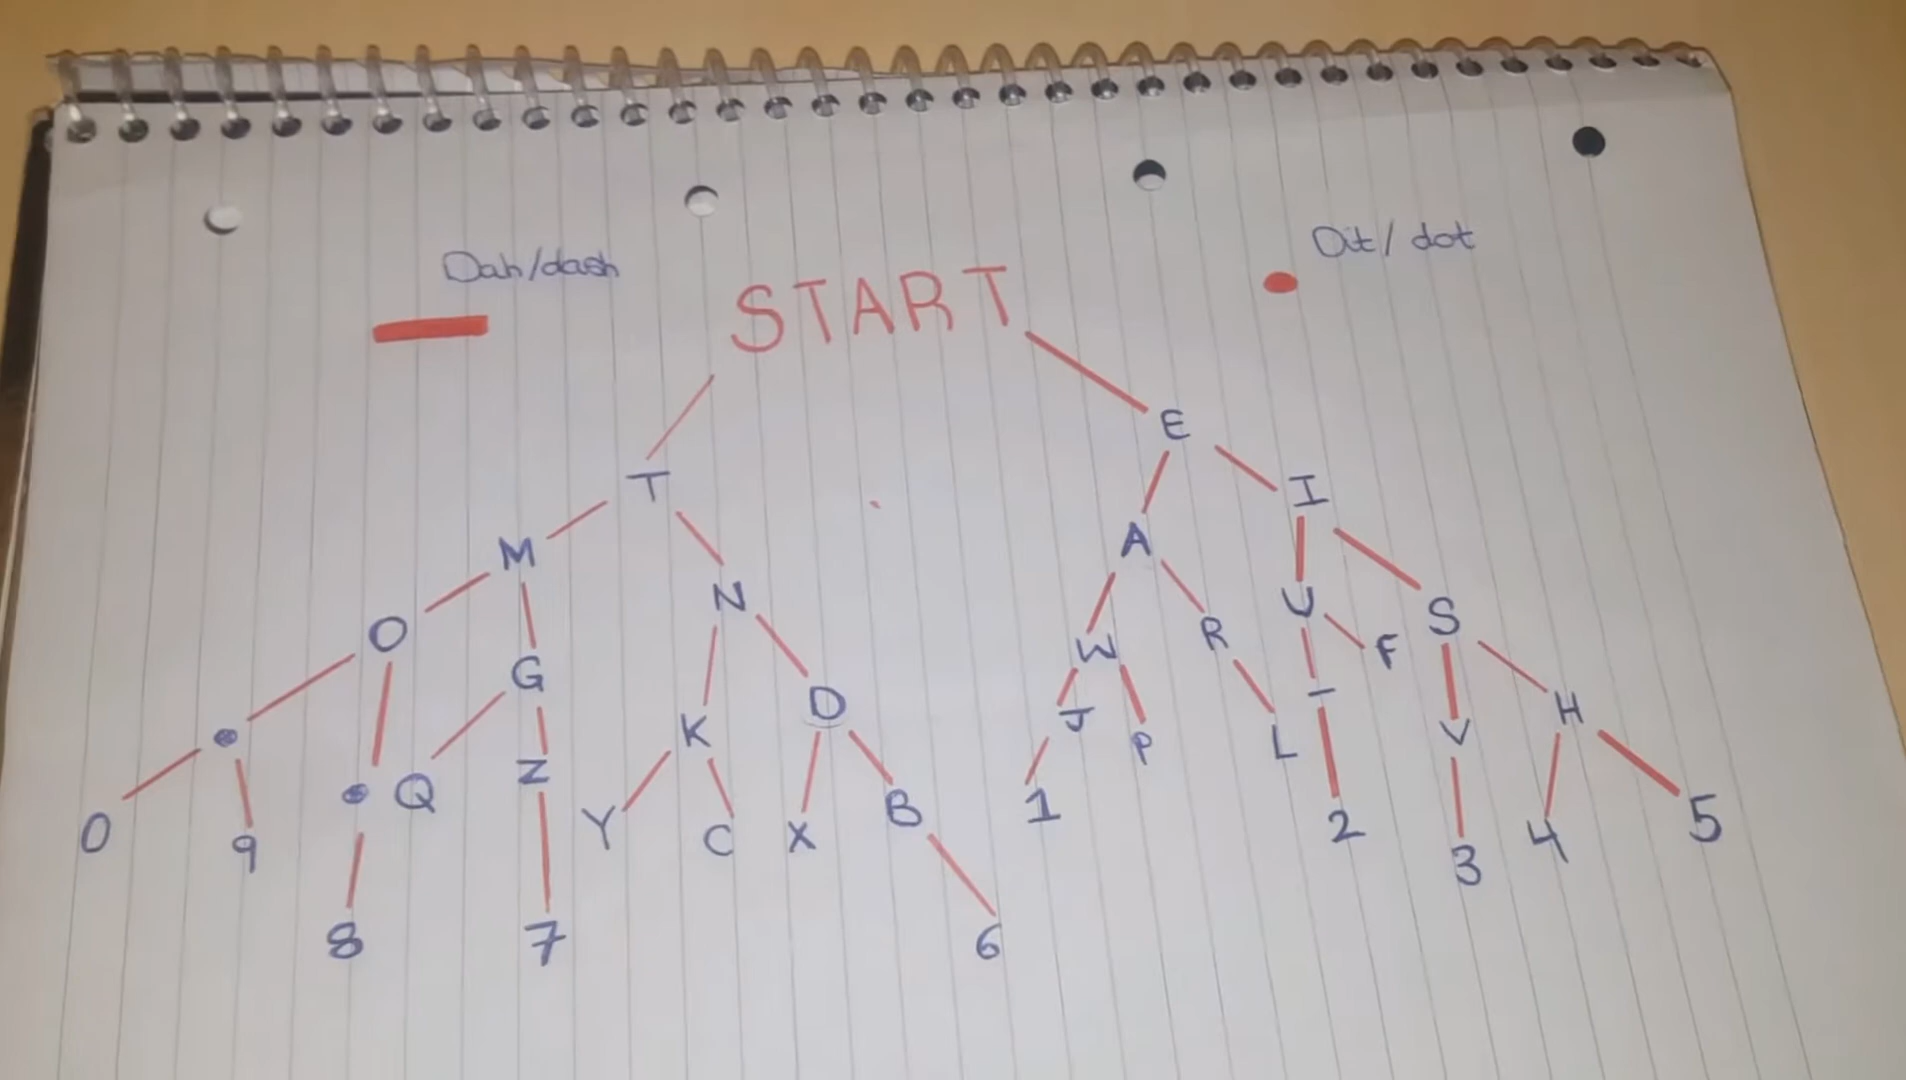 Dah/dash
Dit/ dot
START
E
T
I
M
A
N
U
S
O
R
F
W
G
D
H
K
J
V
P
L
Z
Q
1
B
5
2
0
Y
C
X
4
9
3
8
7
6